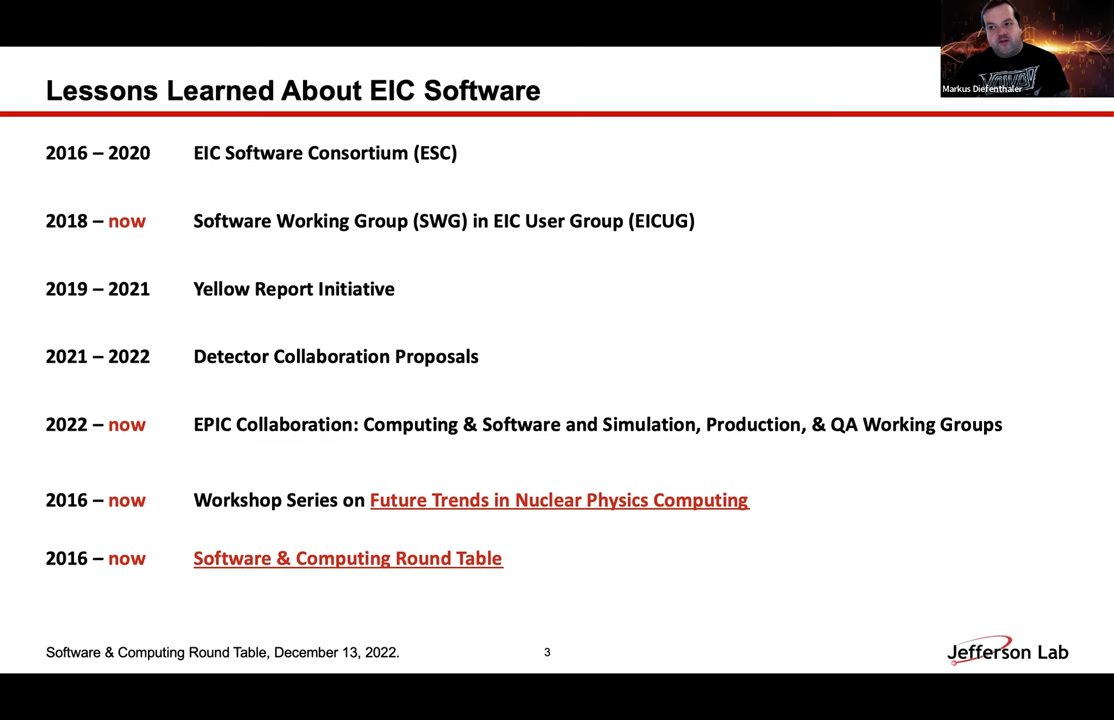 Markus Diefenthaler
Lessons Learned About EIC Software
2016 – 2020 EIC Software Consortium (ESC)
2018 – now Software Working Group (SWG) in EIC User Group (EICUG)
2019 – 2021 Yellow Report Initiative
2021 – 2022 Detector Collaboration Proposals
2022 – now EPIC Collaboration: Computing & Software and Simulation, Production, & QA Working Groups
2016 – now Workshop Series on Future Trends in Nuclear Physics Computing
2016 – now Software & Computing Round Table
Software & Computing Round Table, December 13, 2022.
3
Jefferson Lab